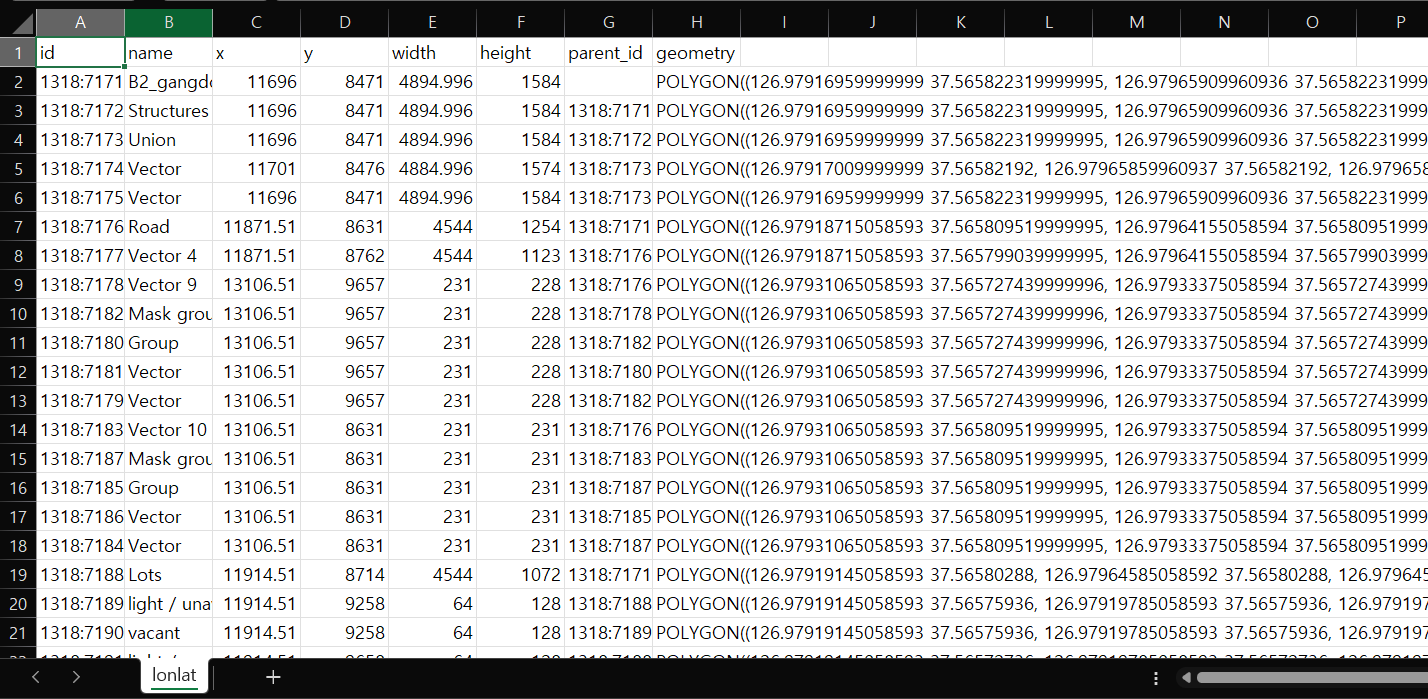 A B C D E F G H I J K L M N O P
1 id name x y width height parent_id geometry
2 1318:7171 B2_gangdo 11696 8471 4894.996 1584 POLYGON((126.97916959999999 37.565822319999995, 126.97965909960936 37.56582231999
3 1318:7172 Structures 11696 8471 4894.996 1584 1318:7171 POLYGON((126.97916959999999 37.565822319999995, 126.97965909960936 37.56582231999
4 1318:7173 Union 11696 8471 4894.996 1584 1318:7172 POLYGON((126.97916959999999 37.565822319999995, 126.97965909960936 37.56582231999
5 1318:7174 Vector 11701 8476 4884.996 1574 1318:7173 POLYGON((126.97917009999999 37.56582192, 126.97965859960937 37.56582192, 126.979658
6 1318:7175 Vector 11696 8471 4894.996 1584 1318:7173 POLYGON((126.97916959999999 37.565822319999995, 126.97965909960936 37.56582231999
7 1318:7176 Road 11871.51 8631 4544 1254 1318:7171 POLYGON((126.97918715058593 37.565809519999995, 126.97964155058594 37.56580951999
8 1318:7177 Vector 4 11871.51 8762 4544 1123 1318:7176 POLYGON((126.97918715058593 37.565799039999995, 126.97964155058594 37.56579903999
9 1318:7178 Vector 9 13106.51 9657 231 228 1318:7176 POLYGON((126.97931065058593 37.565727439999996, 126.97933375058594 37.56572743999
10 1318:7182 Mask grou 13106.51 9657 231 228 1318:7178 POLYGON((126.97931065058593 37.565727439999996, 126.97933375058594 37.56572743999
11 1318:7180 Group 13106.51 9657 231 228 1318:7182 POLYGON((126.97931065058593 37.565727439999996, 126.97933375058594 37.56572743999
12 1318:7181 Vector 13106.51 9657 231 228 1318:7180 POLYGON((126.97931065058593 37.565727439999996, 126.97933375058594 37.56572743999
13 1318:7179 Vector 13106.51 9657 231 228 1318:7182 POLYGON((126.97931065058593 37.565727439999996, 126.97933375058594 37.56572743999
14 1318:7183 Vector 10 13106.51 8631 231 231 1318:7176 POLYGON((126.97931065058593 37.565809519999995, 126.97933375058594 37.56580951999
15 1318:7187 Mask grou 13106.51 8631 231 231 1318:7183 POLYGON((126.97931065058593 37.565809519999995, 126.97933375058594 37.56580951999
16 1318:7185 Group 13106.51 8631 231 231 1318:7187 POLYGON((126.97931065058593 37.565809519999995, 126.97933375058594 37.56580951999
17 1318:7186 Vector 13106.51 8631 231 231 1318:7185 POLYGON((126.97931065058593 37.565809519999995, 126.97933375058594 37.56580951999
18 1318:7184 Vector 13106.51 8631 231 231 1318:7187 POLYGON((126.97931065058593 37.565809519999995, 126.97933375058594 37.56580951999
19 1318:7188 Lots 11914.51 8714 4544 1072 1318:7171 POLYGON((126.97919145058593 37.56580288, 126.97964585058592 37.56580288, 126.979645
20 1318:7189 light / una 11914.51 9258 64 128 1318:7188 POLYGON((126.97919145058593 37.56575936, 126.97919785058593 37.56575936, 126.979197
21 1318:7190 vacant 11914.51 9258 64 128 1318:7189 POLYGON((126.97919145058593 37.56575936, 126.97919785058593 37.56575936, 126.979197
lonlat